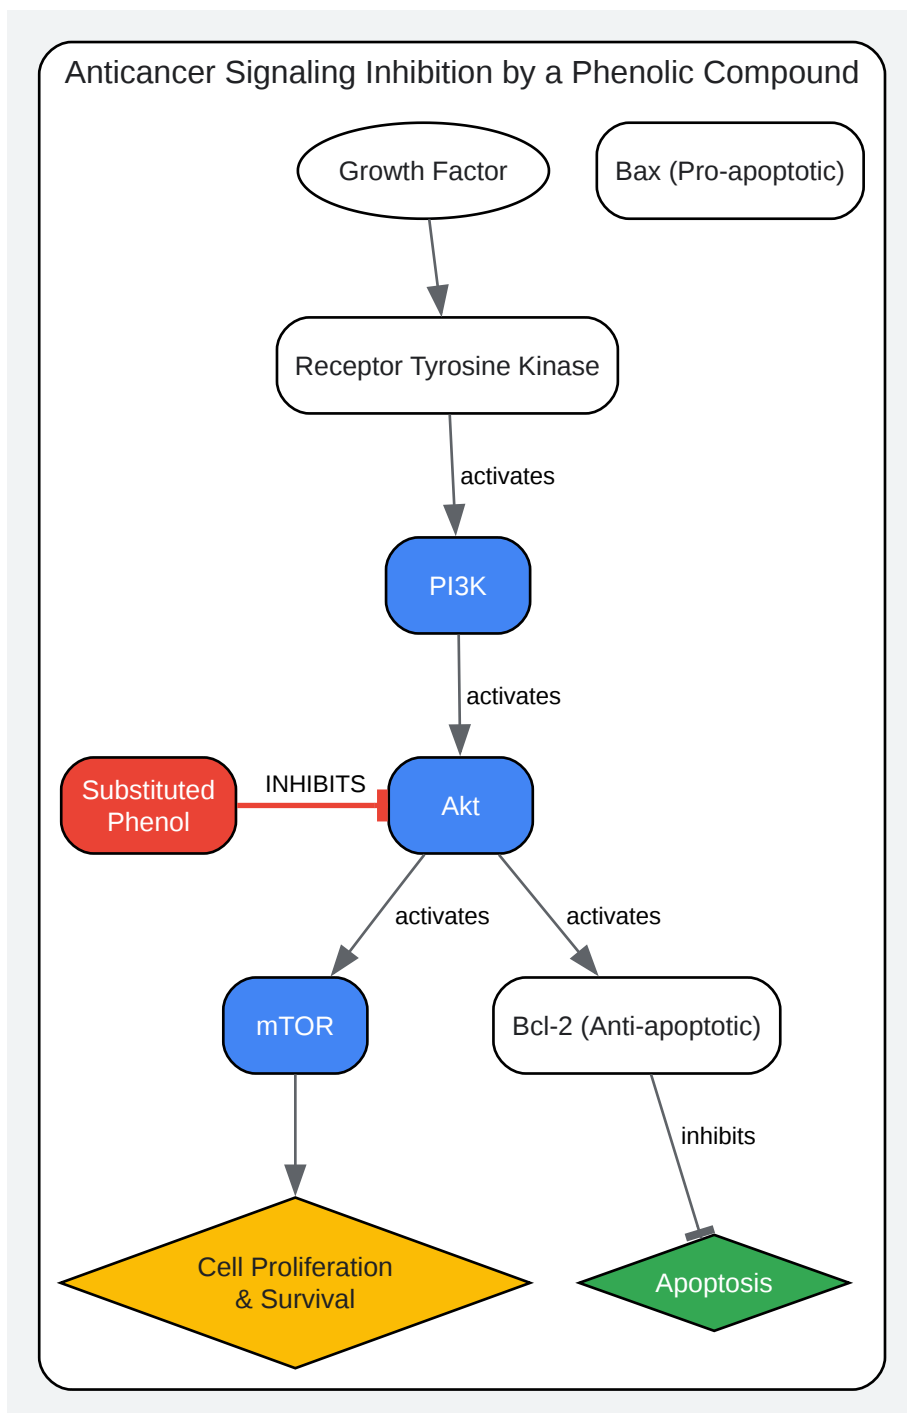 Anticancer Signaling Inhibition by a Phenolic Compound
Growth Factor
Bax (Pro-apoptotic)
Receptor Tyrosine Kinase
activates
PI3K
activates
Substituted
Phenol
INHIBITS
Akt
activates
activates
mTOR
Bcl-2 (Anti-apoptotic)
inhibits
Cell Proliferation
& Survival
Apoptosis